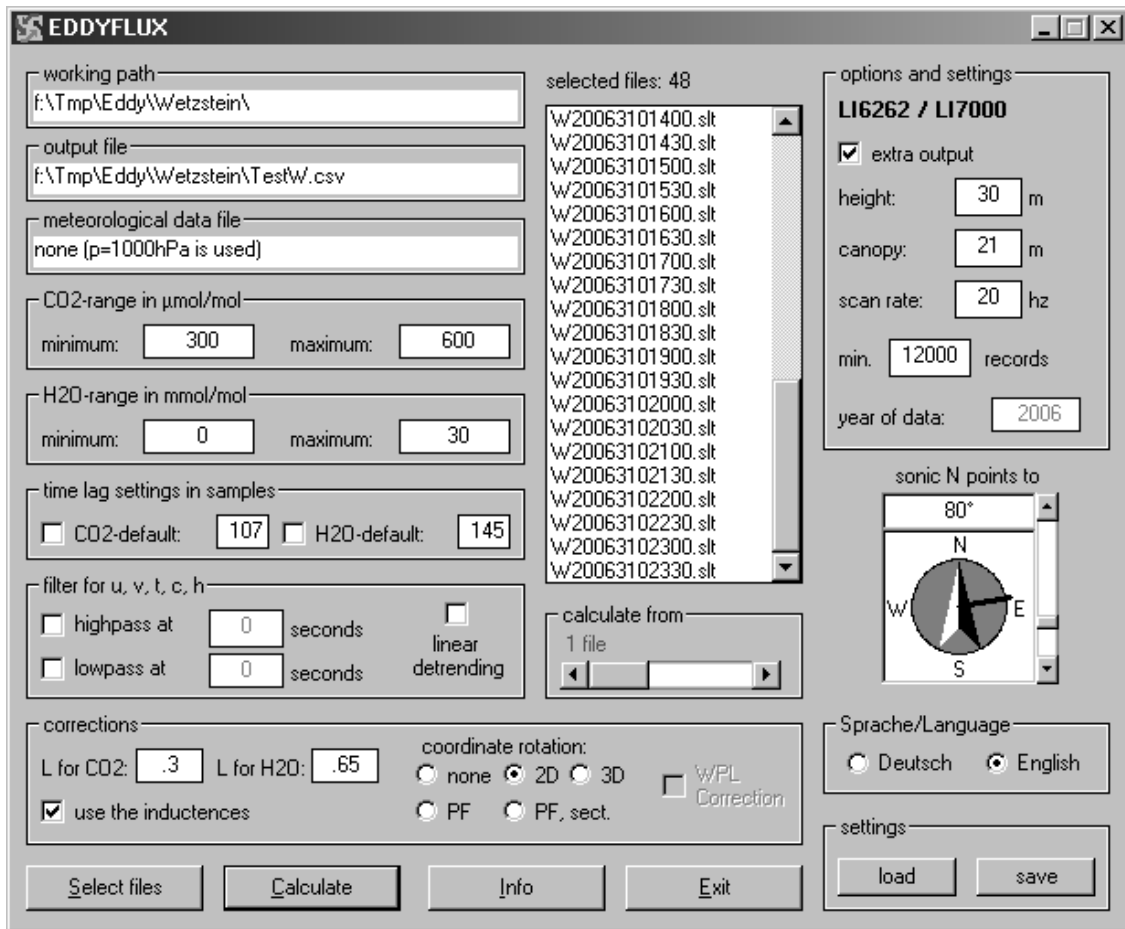 EDDYFLUX
working path
f:\Tmp\Eddy\Wetzstein\
output file
f:\Tmp\Eddy\Wetzstein\TestW.csv
meteorological data file
none (p=1000hPa is used)
CO2-range in µmol/mol
minimum: 300 maximum: 600
H2O-range in mmol/mol
minimum: 0 maximum: 30
time lag settings in samples
CO2-default: 107 H2O-default: 145
filter for u, v, t, c, h
highpass at 0 seconds
lowpass at 0 seconds
linear
detrending
selected files: 48
W20063101400.slt
W20063101430.slt
W20063101500.slt
W20063101530.slt
W20063101600.slt
W20063101630.slt
W20063101700.slt
W20063101730.slt
W20063101800.slt
W20063101830.slt
W20063101900.slt
W20063101930.slt
W20063102000.slt
W20063102030.slt
W20063102100.slt
W20063102130.slt
W20063102200.slt
W20063102230.slt
W20063102300.slt
W20063102330.slt
calculate from
1 file
options and settings
LI6262 / LI7000
extra output
height: 30 m
canopy: 21 m
scan rate: 20 hz
min. 12000 records
year of data: 2006
sonic N points to
80°
N
W E
S
corrections
L for CO2: .3 L for H2O: .65
use the inductences
coordinate rotation:
none 2D 3D
PF PF, sect.
WPL
Correction
Sprache/Language
Deutsch English
settings
load save
Select files Calculate Info Exit